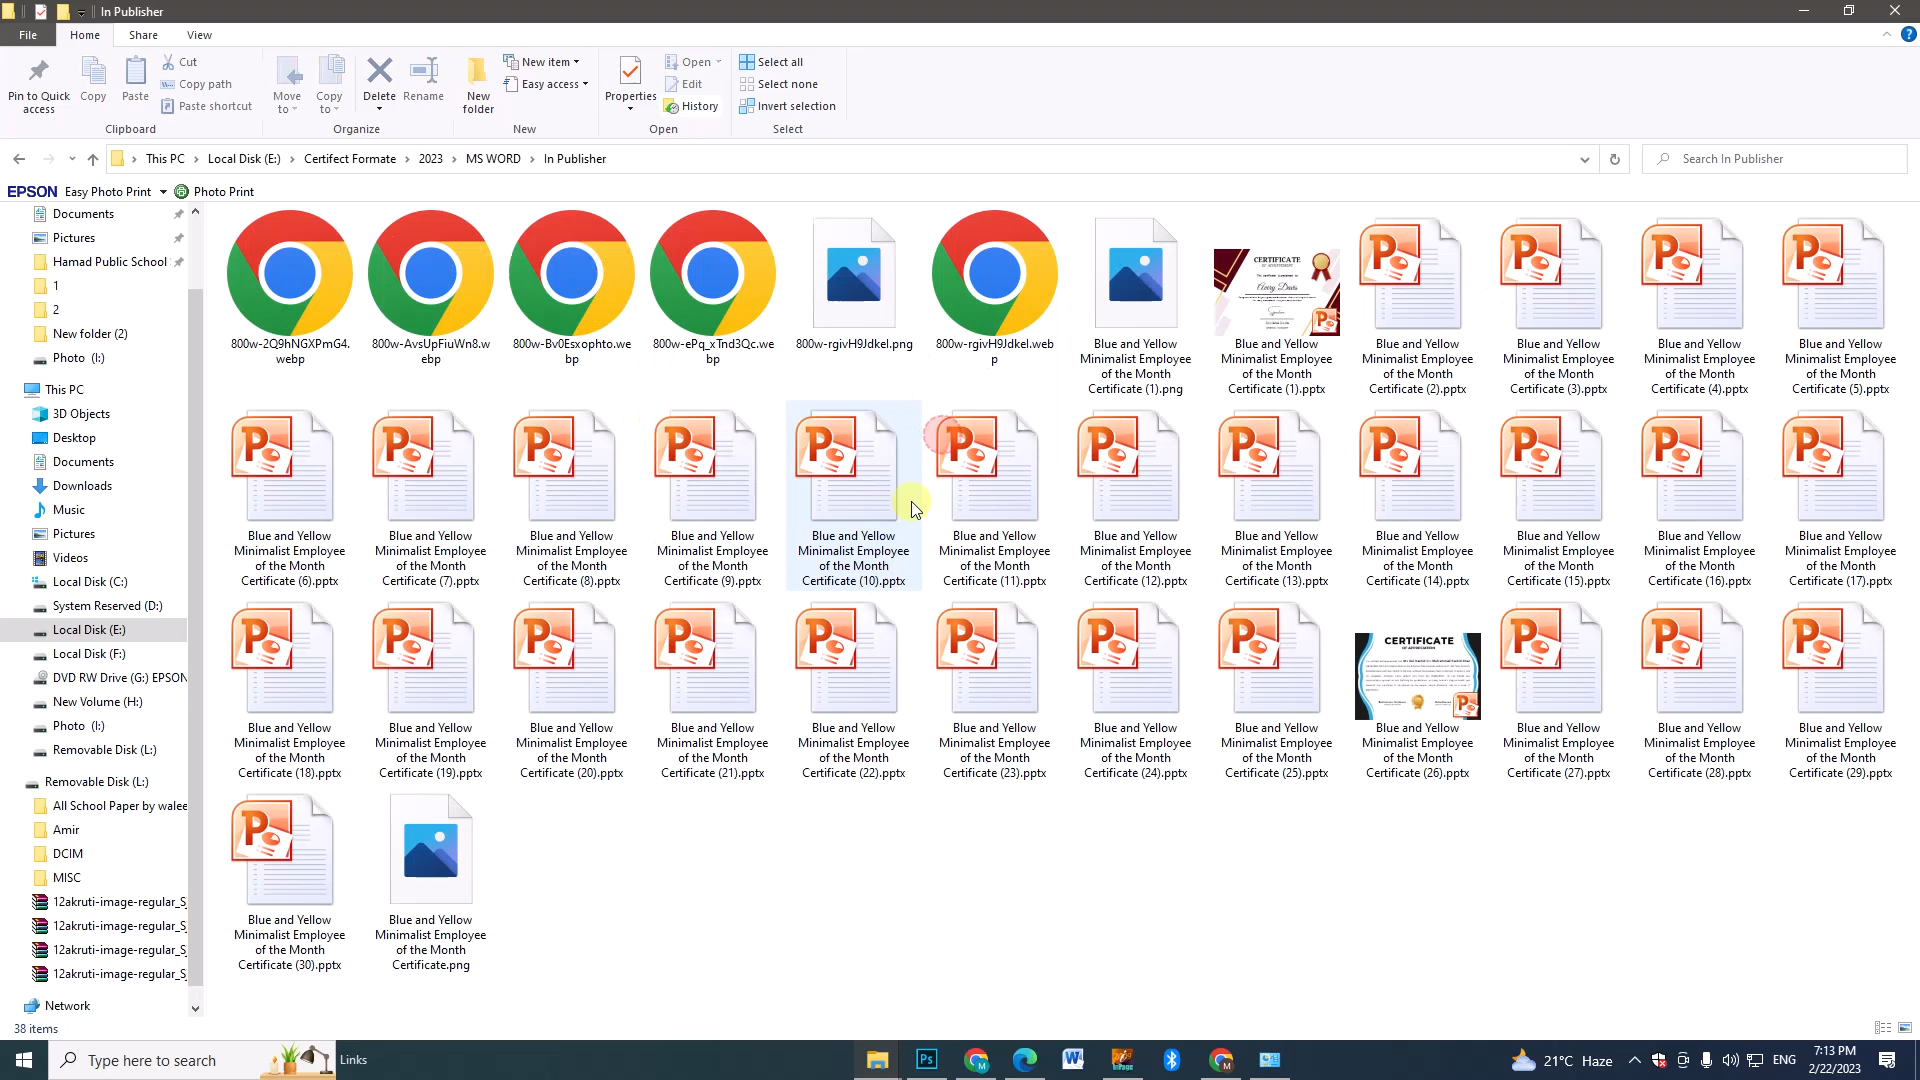 In Publisher
File
Home
Share
View
Pin to Quick access
Copy
Paste
Cut
Copy path
Paste shortcut
Clipboard
Move to
Copy to
Delete
Rename
Organize
New folder
New item
Easy access
New
Properties
Open
Edit
History
Open
Select all
Select none
Invert selection
Select
This PC > Local Disk (E:) > Certifect Formate > 2023 > MS WORD > In Publisher
Search In Publisher
EPSON Easy Photo Print
Photo Print
Documents
Pictures
Hamad Public School
1
2
New folder (2)
Photo (I:)
This PC
3D Objects
Desktop
Documents
Downloads
Music
Pictures
Videos
Local Disk (C:)
System Reserved (D:)
Local Disk (E:)
Local Disk (F:)
DVD RW Drive (G:) EPSON
New Volume (H:)
Photo (I:)
Removable Disk (L:)
Removable Disk (L:)
All School Paper by walee
Amir
DCIM
MISC
12akruti-image-regular_S
12akruti-image-regular_S
12akruti-image-regular_S
12akruti-image-regular_S
Network
800w-2Q9hNGXPmG4.webp
800w-AvsUpFiuWn8.webp
800w-Bv0Esxophto.webp
800w-ePq_xTnd3Qc.webp
800w-rgivH9Jdkel.png
800w-rgivH9Jdkel.webp
Blue and Yellow Minimalist Employee of the Month Certificate (1).png
CERTIFICATE
Avery Davis
Blue and Yellow Minimalist Employee of the Month Certificate (1).pptx
Blue and Yellow Minimalist Employee of the Month Certificate (2).pptx
Blue and Yellow Minimalist Employee of the Month Certificate (3).pptx
Blue and Yellow Minimalist Employee of the Month Certificate (4).pptx
Blue and Yellow Minimalist Employee of the Month Certificate (5).pptx
Blue and Yellow Minimalist Employee of the Month Certificate (6).pptx
Blue and Yellow Minimalist Employee of the Month Certificate (7).pptx
Blue and Yellow Minimalist Employee of the Month Certificate (8).pptx
Blue and Yellow Minimalist Employee of the Month Certificate (9).pptx
Blue and Yellow Minimalist Employee of the Month Certificate (10).pptx
Blue and Yellow Minimalist Employee of the Month Certificate (11).pptx
Blue and Yellow Minimalist Employee of the Month Certificate (12).pptx
Blue and Yellow Minimalist Employee of the Month Certificate (13).pptx
Blue and Yellow Minimalist Employee of the Month Certificate (14).pptx
Blue and Yellow Minimalist Employee of the Month Certificate (15).pptx
Blue and Yellow Minimalist Employee of the Month Certificate (16).pptx
Blue and Yellow Minimalist Employee of the Month Certificate (17).pptx
Blue and Yellow Minimalist Employee of the Month Certificate (18).pptx
Blue and Yellow Minimalist Employee of the Month Certificate (19).pptx
Blue and Yellow Minimalist Employee of the Month Certificate (20).pptx
Blue and Yellow Minimalist Employee of the Month Certificate (21).pptx
Blue and Yellow Minimalist Employee of the Month Certificate (22).pptx
Blue and Yellow Minimalist Employee of the Month Certificate (23).pptx
Blue and Yellow Minimalist Employee of the Month Certificate (24).pptx
Blue and Yellow Minimalist Employee of the Month Certificate (25).pptx
CERTIFICATE
OF APPRECIATION
Blue and Yellow Minimalist Employee of the Month Certificate (26).pptx
Blue and Yellow Minimalist Employee of the Month Certificate (27).pptx
Blue and Yellow Minimalist Employee of the Month Certificate (28).pptx
Blue and Yellow Minimalist Employee of the Month Certificate (29).pptx
Blue and Yellow Minimalist Employee of the Month Certificate (30).pptx
Blue and Yellow Minimalist Employee of the Month Certificate.png
38 items
Type here to search
Links
21°C Haze
ENG
7:13 PM
2/22/2023